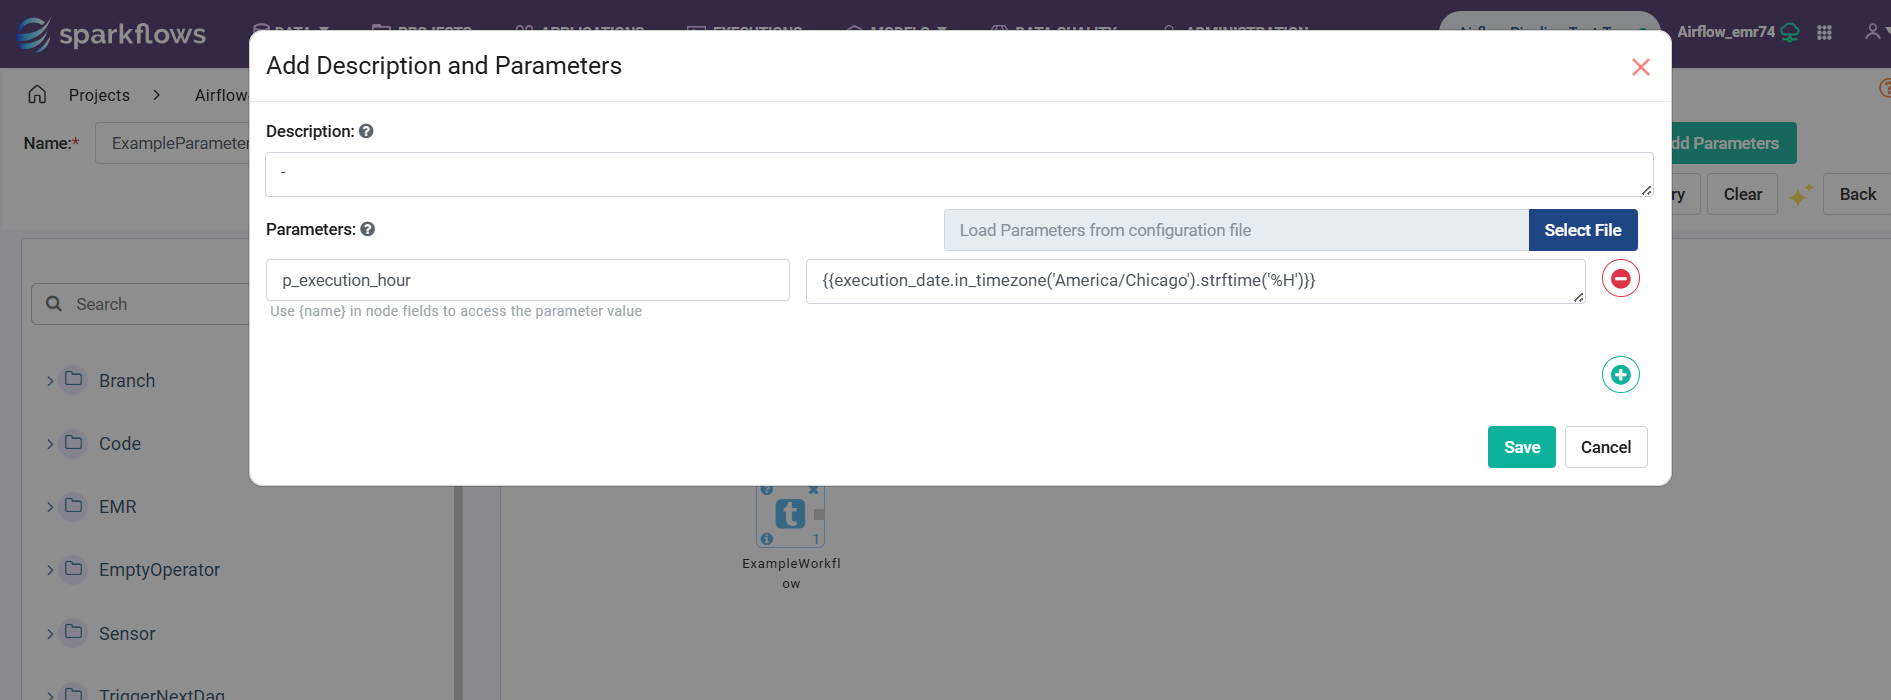 sparkflows
Airflow_emr74
Add Description and Parameters
Projects
Airflow
Description:
Name:*
ExampleParameter
dd Parameters
-
ry
Clear
Back
Parameters:
Load Parameters from configuration file
Select File
p_execution_hour
{{execution_date.in_timezone('America/Chicago').strftime('%H')}}
Use {name} in node fields to access the parameter value
Search
Branch
Code
Save
Cancel
EMR
t
1
ExampleWorkfl
ow
EmptyOperator
Sensor
TriggerNextDag